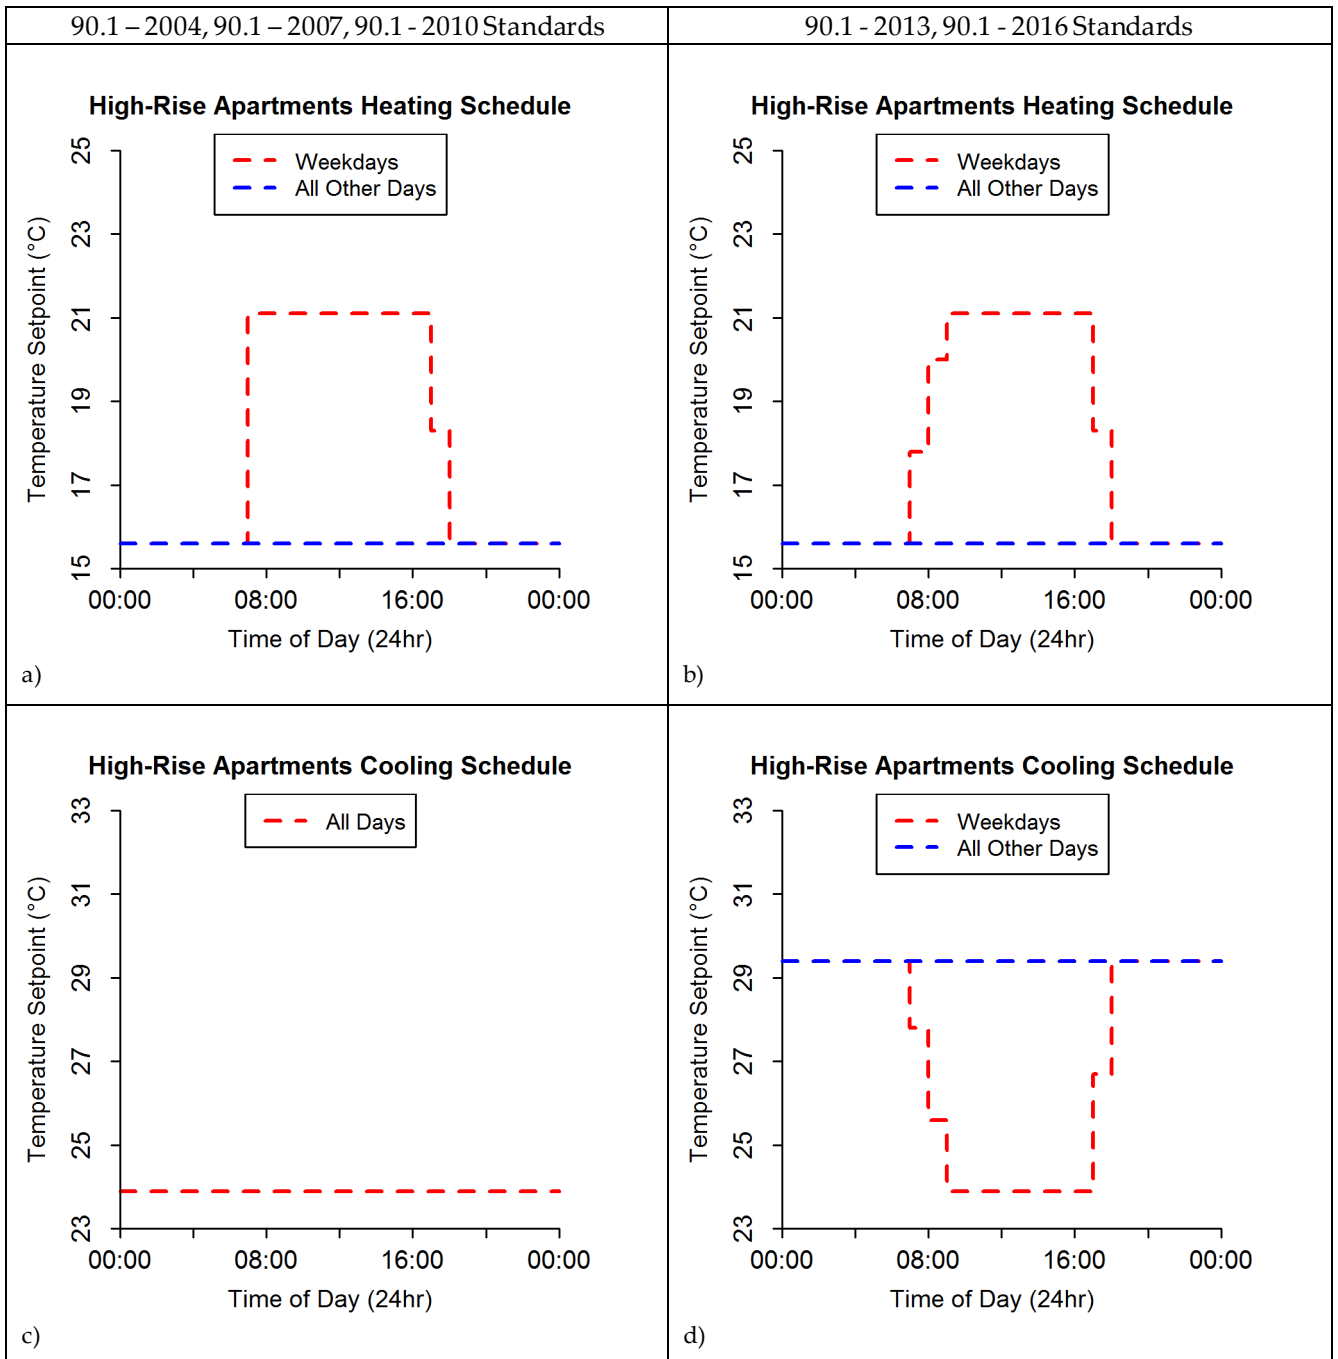 90.1 – 2004, 90.1 – 2007, 90.1 - 2010 Standards
90.1 - 2013, 90.1 - 2016 Standards
High-Rise Apartments Heating Schedule
Weekdays
All Other Days
Temperature Setpoint (°C)
25
23
21
19
17
15
00:00 08:00 16:00 00:00
Time of Day (24hr)
a)
High-Rise Apartments Heating Schedule
Weekdays
All Other Days
Temperature Setpoint (°C)
25
23
21
19
17
15
00:00 08:00 16:00 00:00
Time of Day (24hr)
b)
High-Rise Apartments Cooling Schedule
All Days
Temperature Setpoint (°C)
33
31
29
27
25
23
00:00 08:00 16:00 00:00
Time of Day (24hr)
c)
High-Rise Apartments Cooling Schedule
Weekdays
All Other Days
Temperature Setpoint (°C)
33
31
29
27
25
23
00:00 08:00 16:00 00:00
Time of Day (24hr)
d)